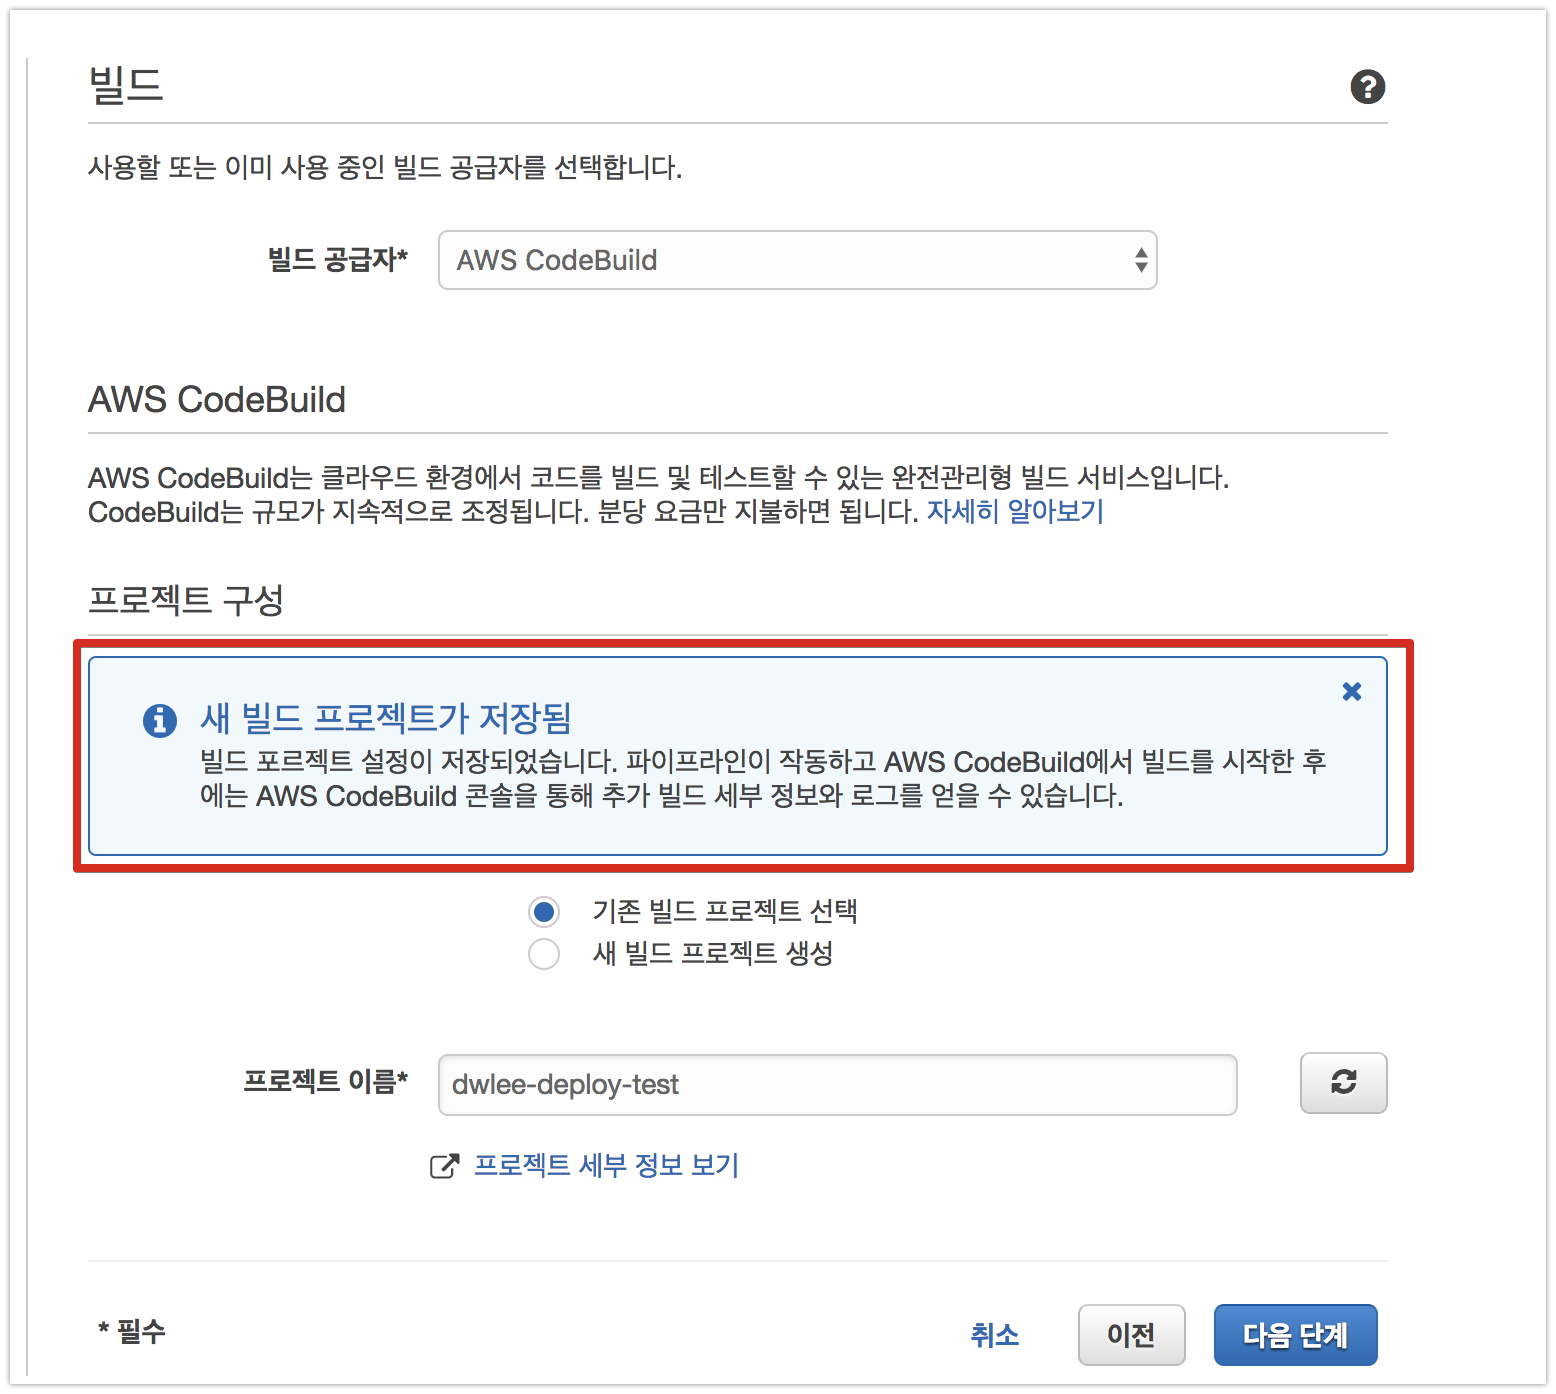 빌드
사용할 또는 이미 사용 중인 빌드 공급자를 선택합니다.
빌드 공급자*
AWS CodeBuild
AWS CodeBuild
AWS CodeBuild는 클라우드 환경에서 코드를 빌드 및 테스트할 수 있는 완전관리형 빌드 서비스입니다.
CodeBuild는 규모가 지속적으로 조정됩니다. 분당 요금만 지불하면 됩니다. 자세히 알아보기
프로젝트 구성
새 빌드 프로젝트가 저장됨
빌드 포르젝트 설정이 저장되었습니다. 파이프라인이 작동하고 AWS CodeBuild에서 빌드를 시작한 후
에는 AWS CodeBuild 콘솔을 통해 추가 빌드 세부 정보와 로그를 얻을 수 있습니다.
기존 빌드 프로젝트 선택
새 빌드 프로젝트 생성
프로젝트 이름*
dwlee-deploy-test
프로젝트 세부 정보 보기
* 필수
취소
이전
다음 단계